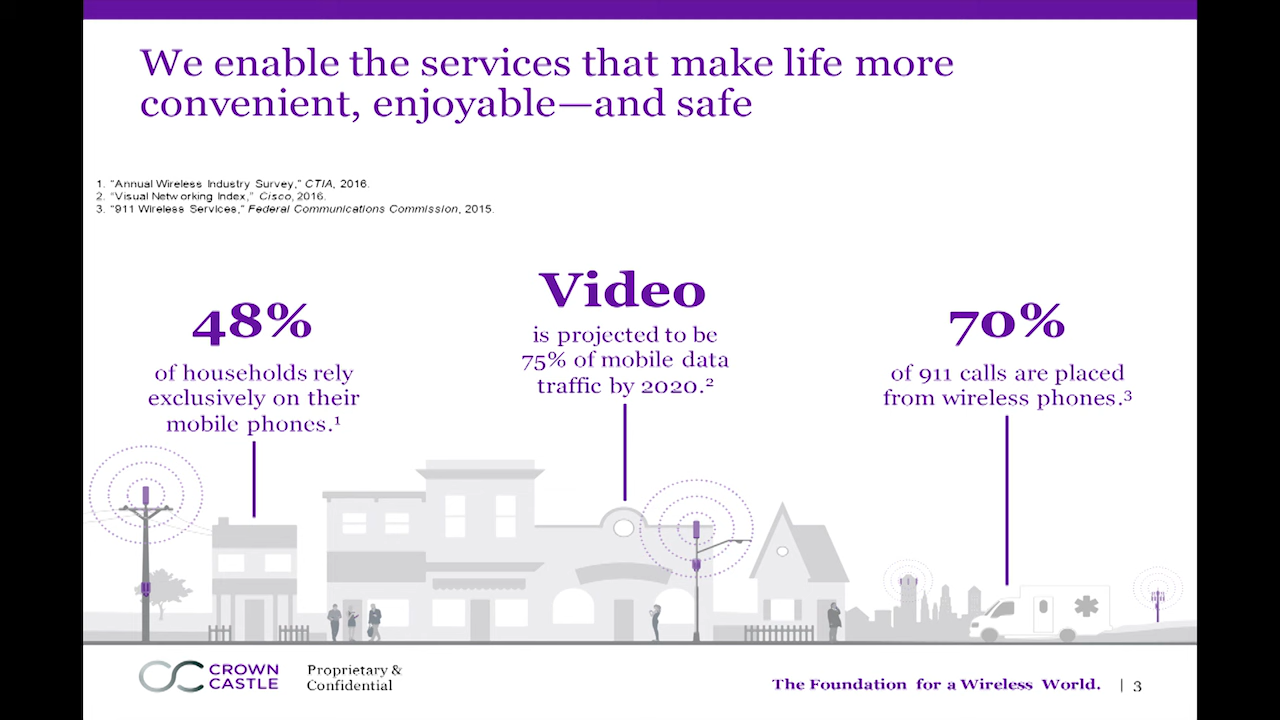 We enable the services that make life more
convenient, enjoyable—and safe
1. "Annual Wireless Industry Survey," CTIA, 2016.
2. "Visual Networking Index," Cisco, 2016.
3. "911 Wireless Services," Federal Communications Commission, 2015.
48%
of households rely
exclusively on their
mobile phones.¹
Video
is projected to be
75% of mobile data
traffic by 2020.²
70%
of 911 calls are placed
from wireless phones.³
CROWN
CASTLE
Proprietary &
Confidential
The Foundation for a Wireless World.
| 3